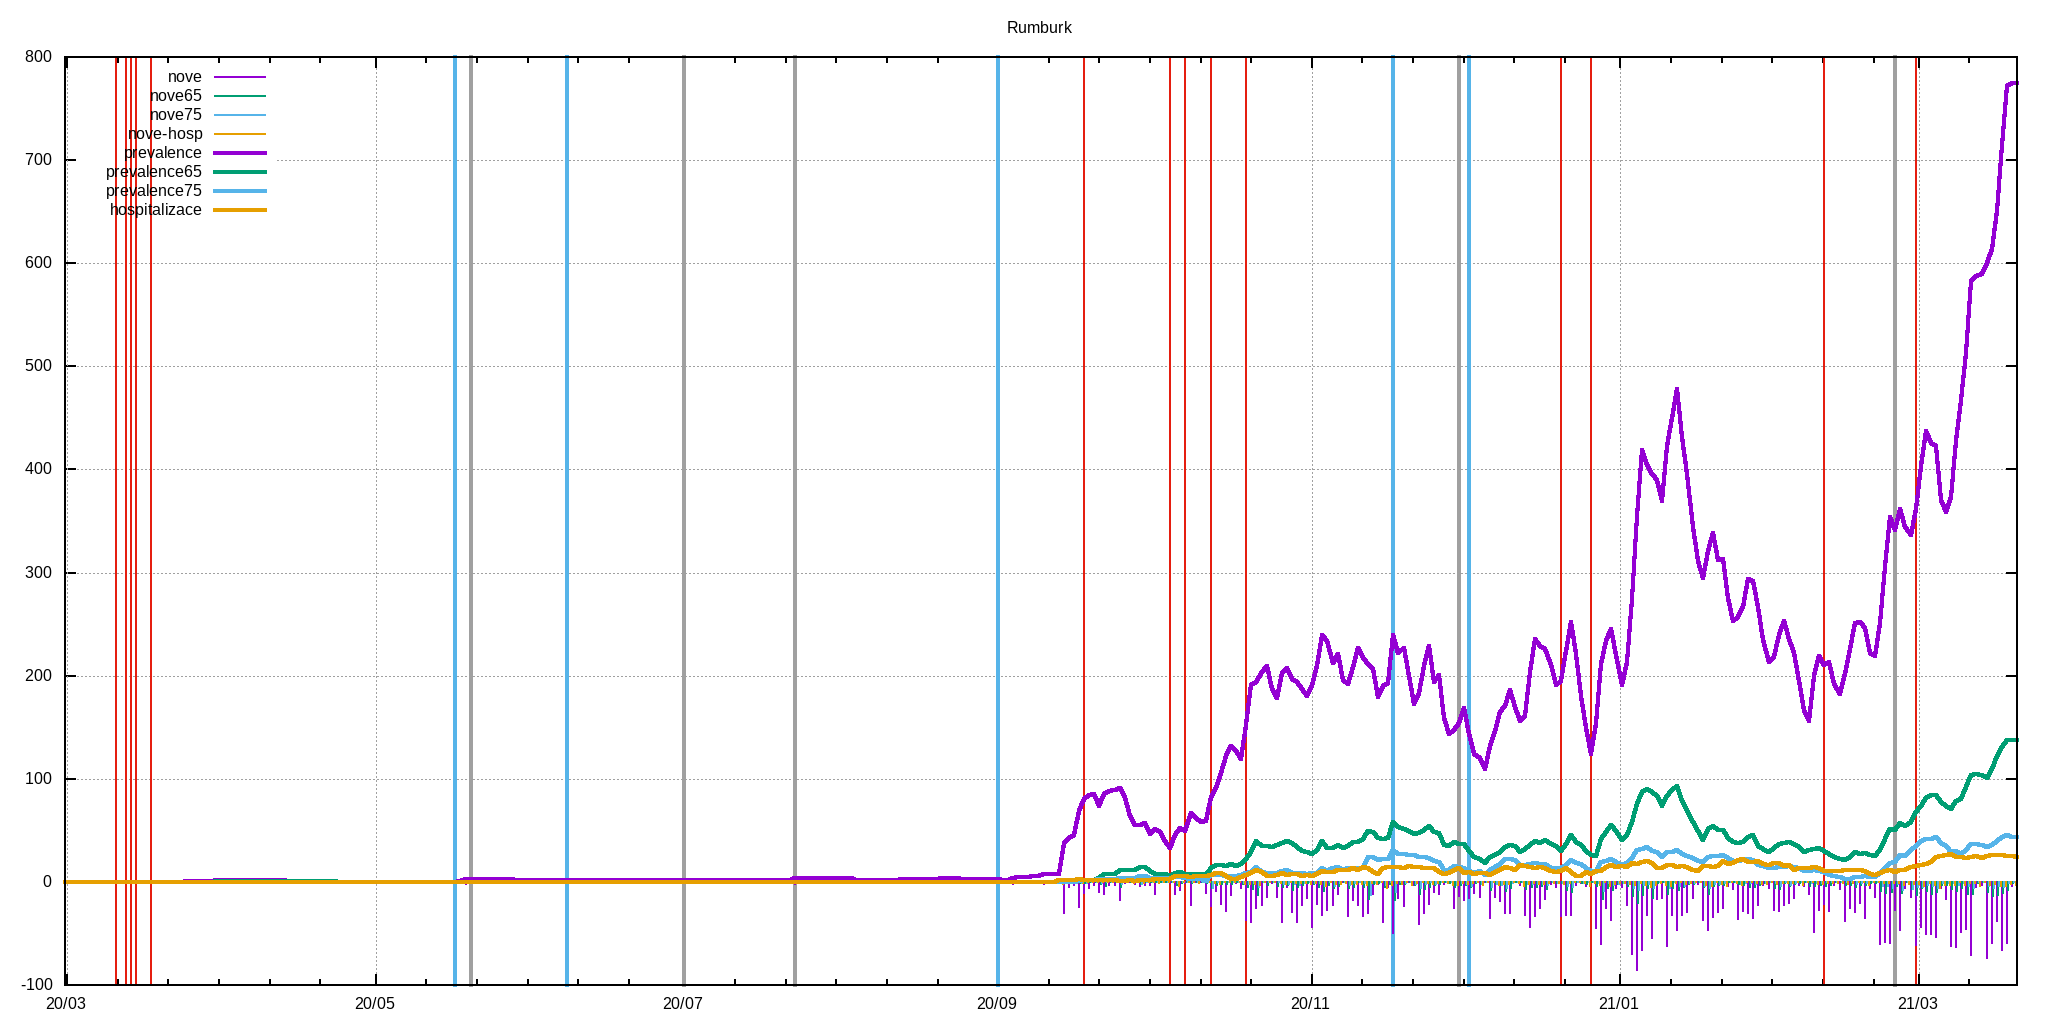 Rumburk
800
700
600
500
400
300
200
100
0
-100
nove
nove65
nove75
nove-hosp
prevalence
prevalence65
prevalence75
hospitalizace
20/03 20/05 20/07 20/09 20/11 21/01 21/03